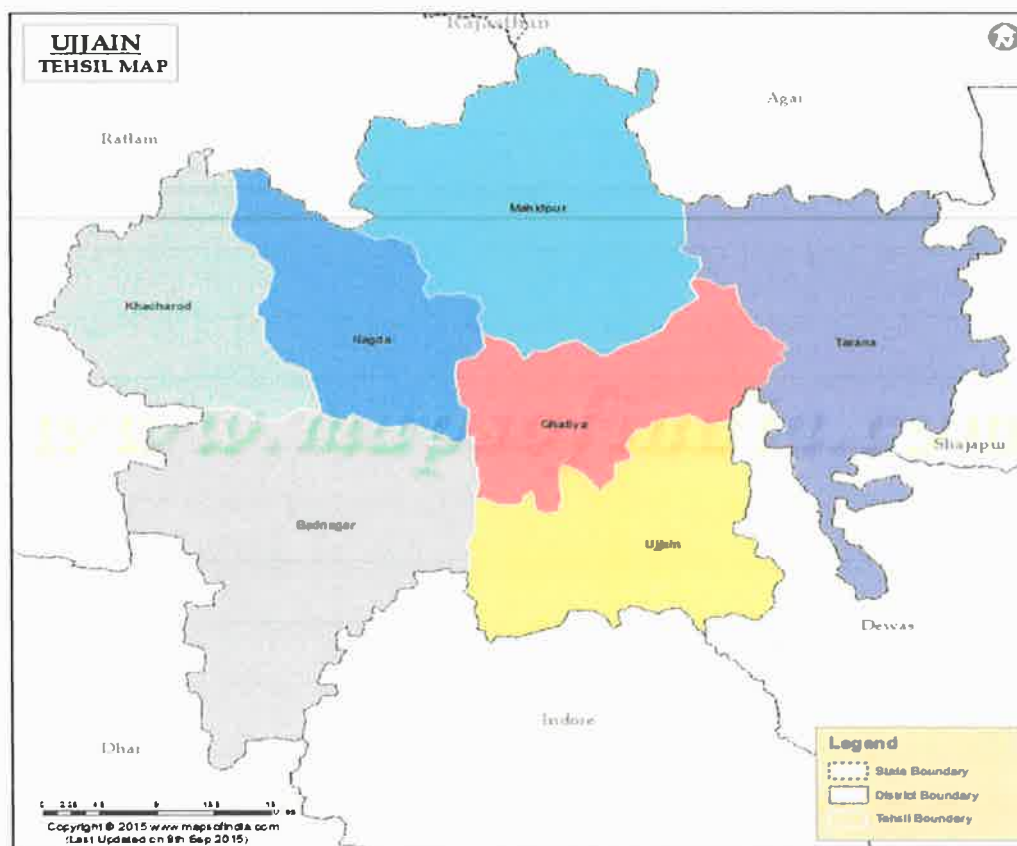 UJJAIN
TEHSIL MAP
Rajasthan
Agar
Ratlam
Mahidpur
Khacharod
Nagda
Tarana
Ghatiya
Shajapur
Badnagar
Ujjain
Dewas
Indore
Dhar
Legend
State Boundary
District Boundary
Tehsil Boundary
Copyright © 2015 www.mapsofindia.com
(Last Updated on 9th Sep 2015)